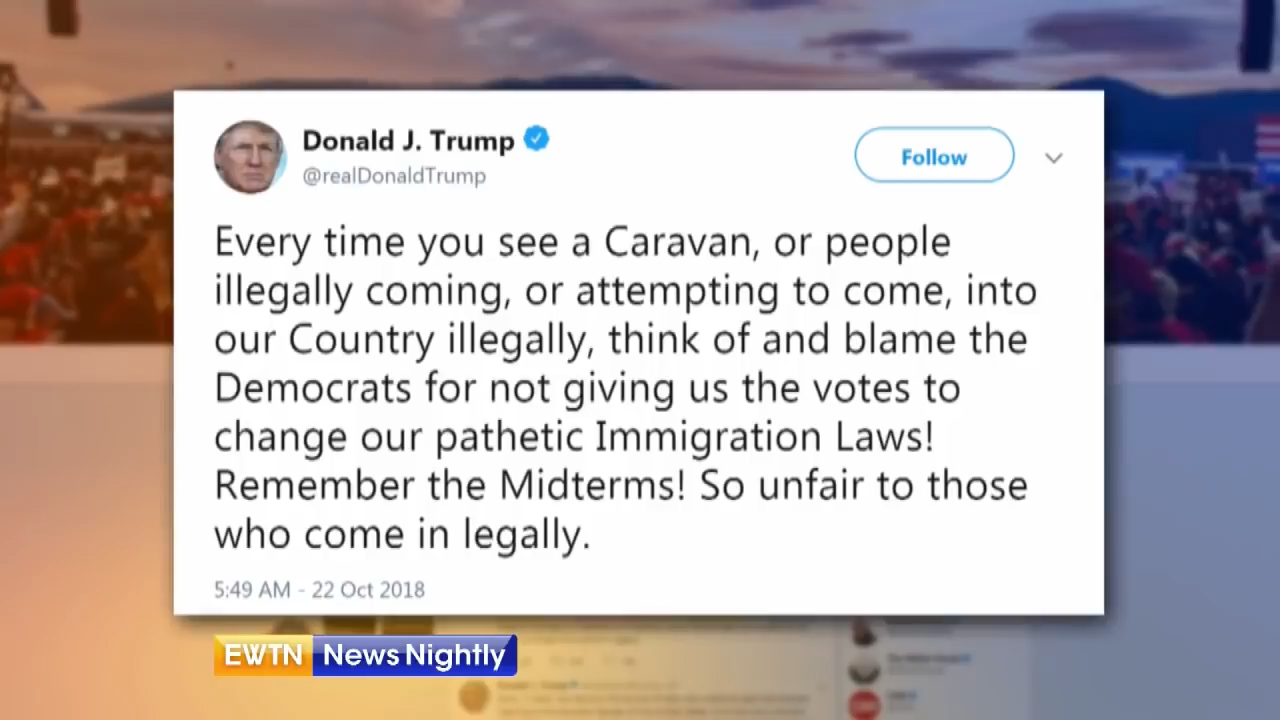 Donald J. Trump
@realDonaldTrump
Follow
Every time you see a Caravan, or people
illegally coming, or attempting to come, into
our Country illegally, think of and blame the
Democrats for not giving us the votes to
change our pathetic Immigration Laws!
Remember the Midterms! So unfair to those
who come in legally.
5:49 AM - 22 Oct 2018
EWTN News Nightly